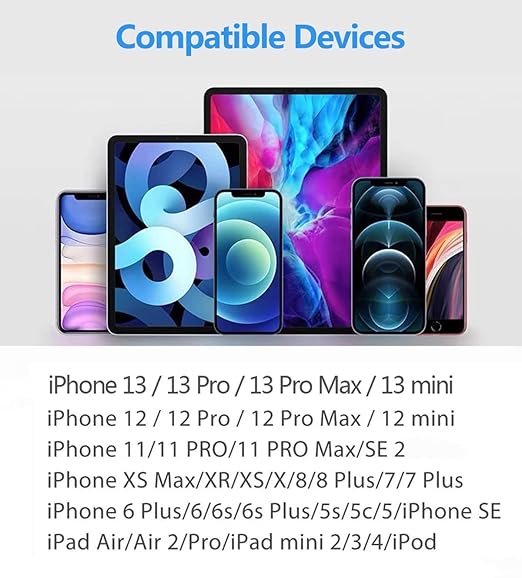 Compatible Devices
iPhone 13 / 13 Pro / 13 Pro Max / 13 mini
iPhone 12 / 12 Pro / 12 Pro Max / 12 mini
iPhone 11/11 PRO/11 PRO Max/SE 2
iPhone XS Max/XR/XS/X/8/8 Plus/7/7 Plus
iPhone 6 Plus/6/6s/6s Plus/5s/5c/5/iPhone SE
iPad Air/Air 2/Pro/iPad mini 2/3/4/iPod